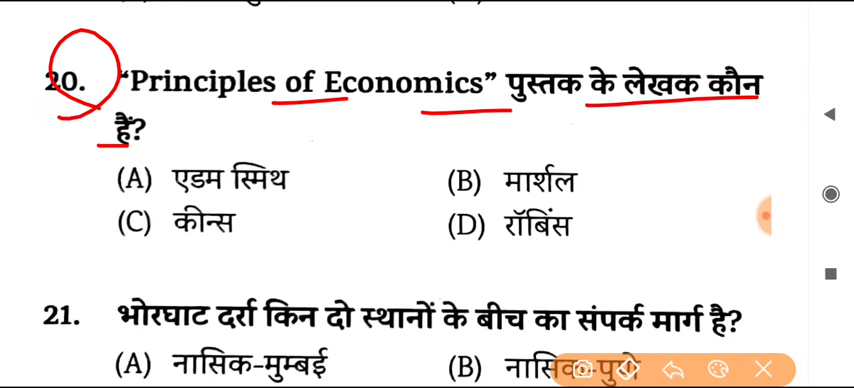 20. “Principles of Economics” पुस्तक के लेखक कौन
हैं?
(A) एडम स्मिथ (B) मार्शल
(C) कीन्स (D) रॉबिंस
21. भोरघाट दर्रा किन दो स्थानों के बीच का संपर्क मार्ग है?
(A) नासिक-मुम्बई (B)